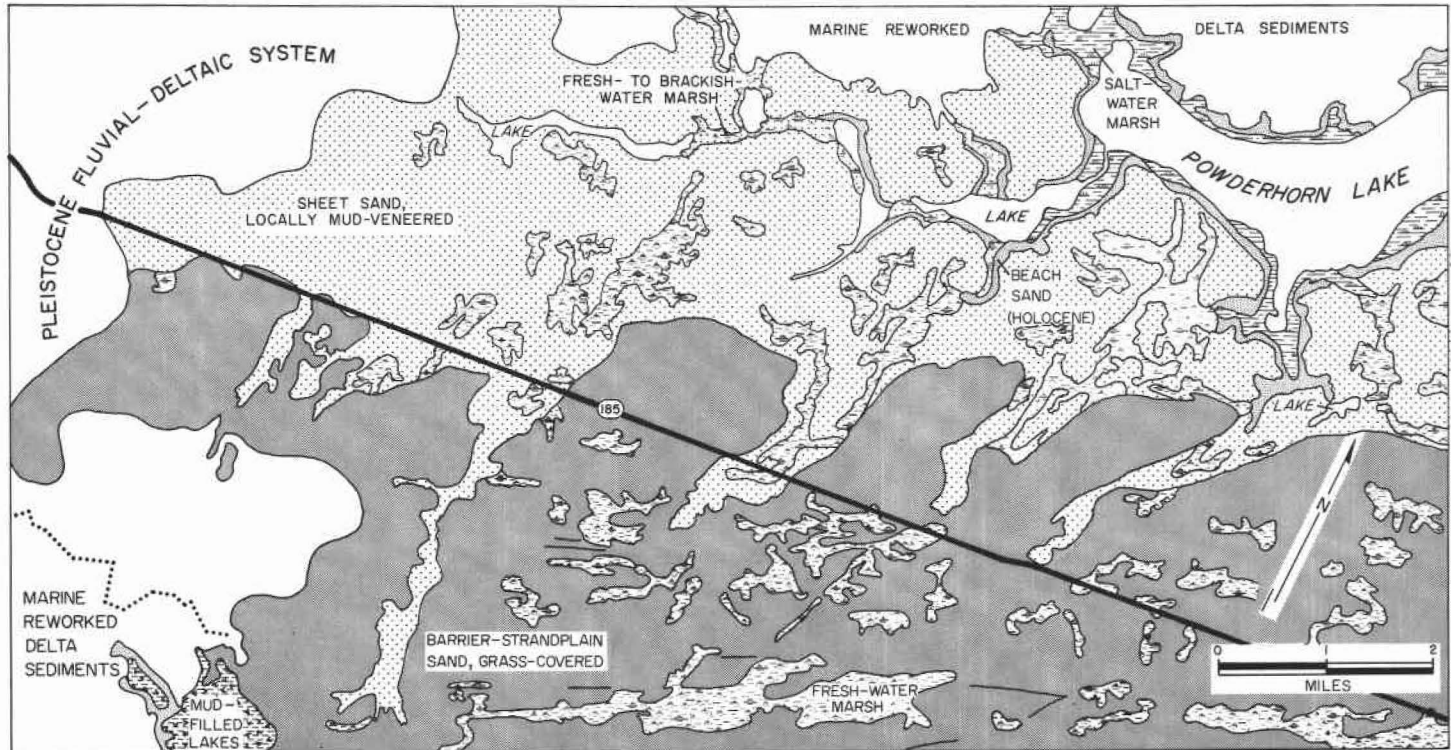 MARINE REWORKED
DELTA SEDIMENTS
PLEISTOCENE FLUVIAL-DELTAIC SYSTEM
FRESH- TO BRACKISH-
WATER MARSH
SALT-
WATER
MARSH
LAKE
POWDERHORN LAKE
SHEET SAND,
LOCALLY MUD-VENEERED
LAKE
BEACH
SAND
(HOLOCENE)
185
LAKE
N
MARINE
REWORKED
DELTA
SEDIMENTS
BARRIER-STRANDPLAIN
SAND, GRASS-COVERED
0 1 2
MILES
FRESH-WATER
MARSH
MUD-
FILLED
LAKES